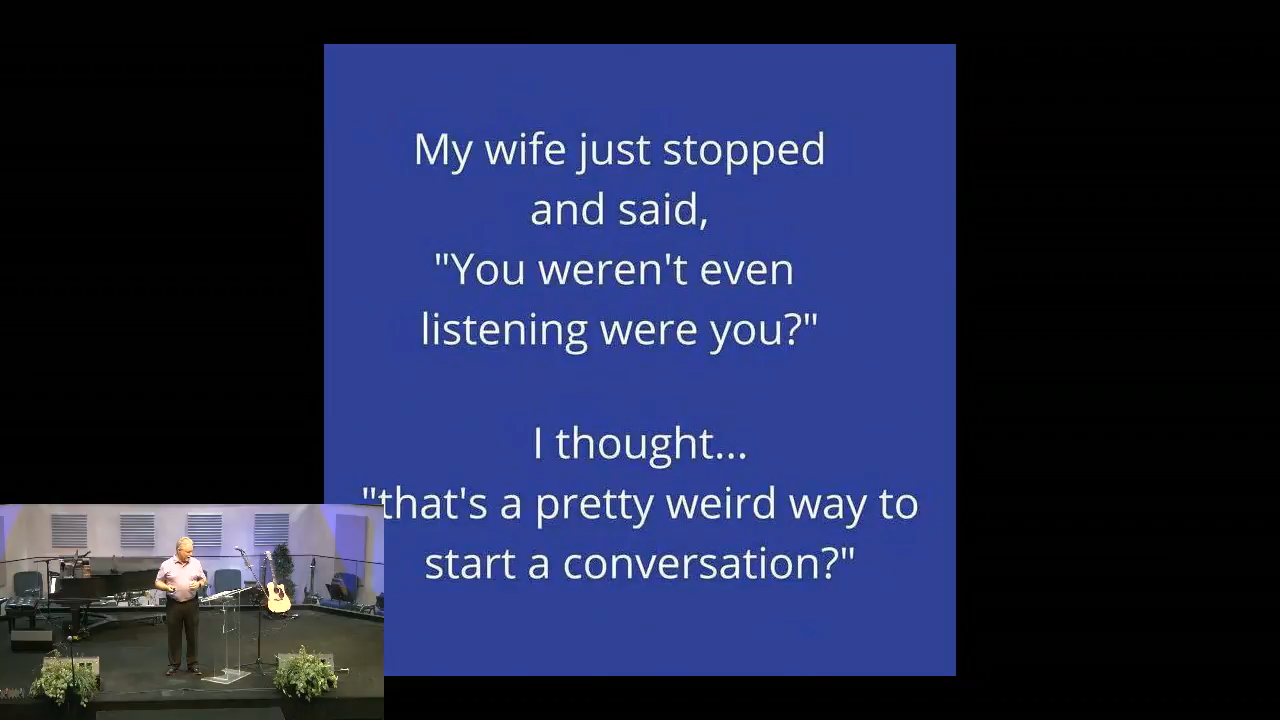 My wife just stopped
and said,
"You weren't even
listening were you?"
I thought...
"that's a pretty weird way to
start a conversation?"